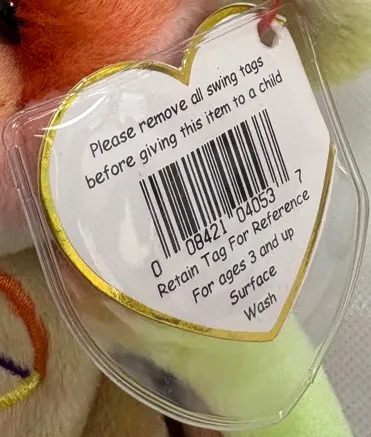 Please remove all swing tags
before giving this item to a child
0 08421 04053 7
Retain Tag For Reference
For ages 3 and up
Surface
Wash